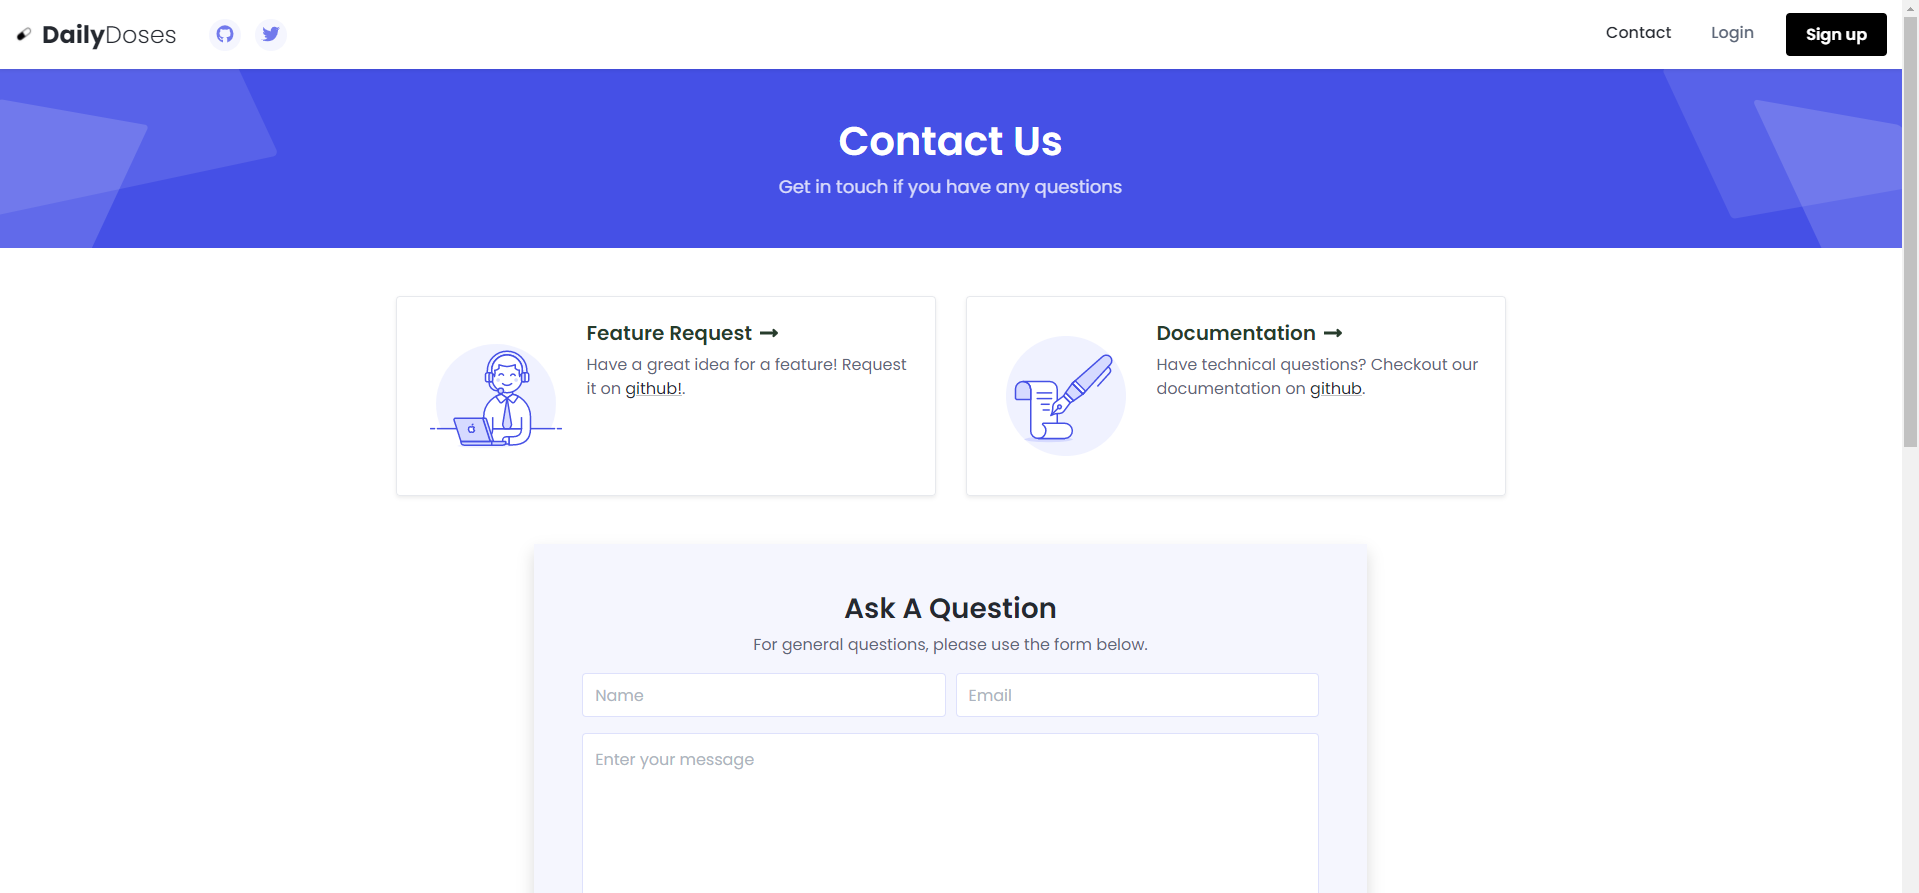 DailyDoses
Contact
Login
Sign up
Contact Us
Get in touch if you have any questions
Feature Request
Have a great idea for a feature! Request
it on github!.
Documentation
Have technical questions? Checkout our
documentation on github.
Ask A Question
For general questions, please use the form below.
Name
Email
Enter your message